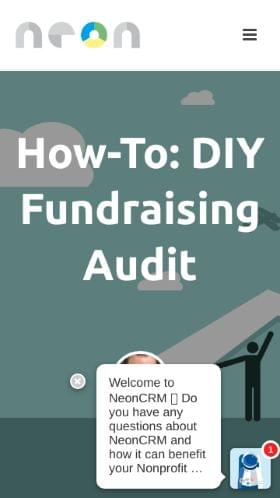 neon
How-To: DIY
Fundraising
Audit
Welcome to
NeonCRM ▯ Do
you have any
questions about
NeonCRM and
how it can benefit
your Nonprofit ...
1